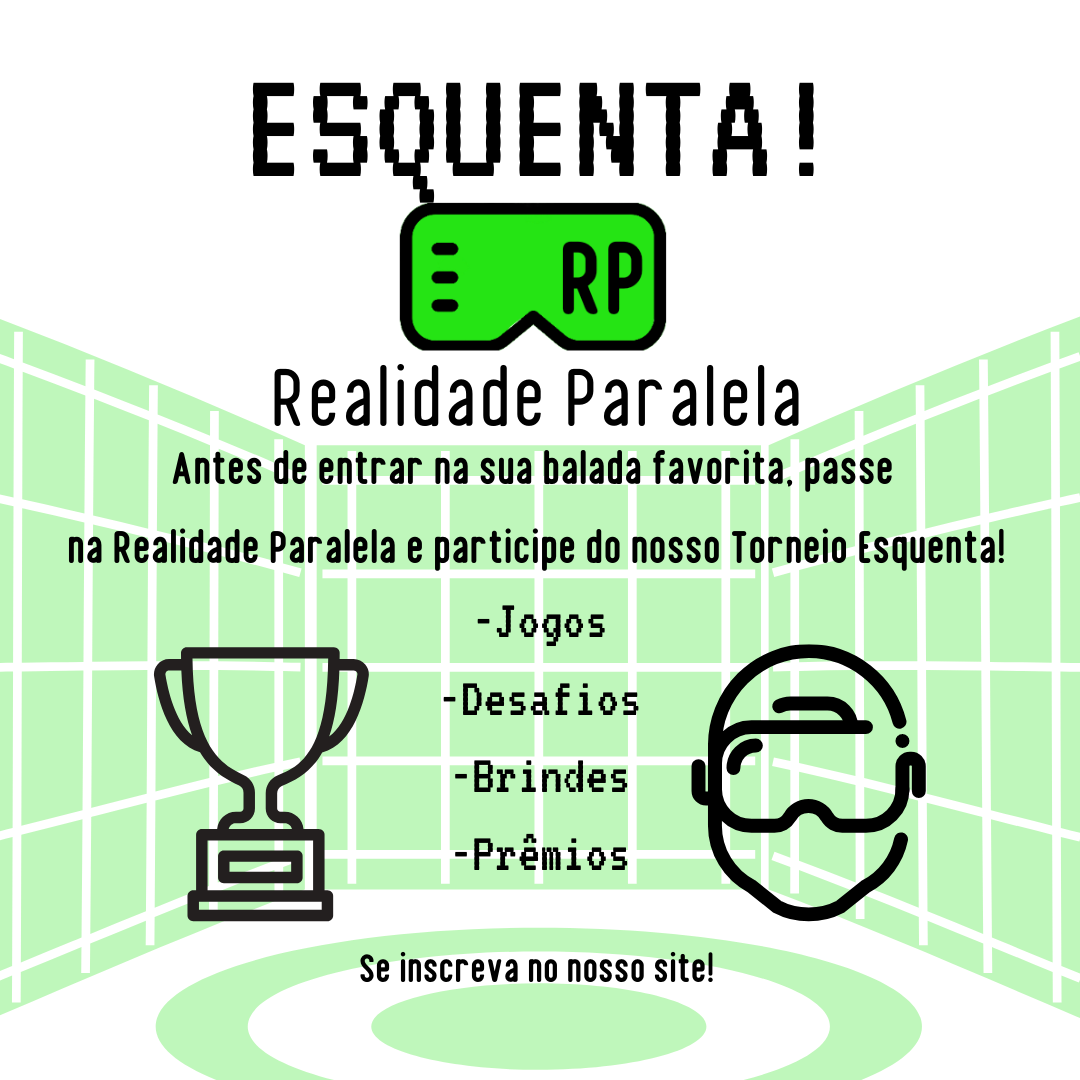 ESQUENTA!
RP
Realidade Paralela
Antes de entrar na sua balada favorita, passe
na Realidade Paralela e participe do nosso Torneio Esquenta!
-Jogos
-Desafios
-Brindes
-Prêmios
Se inscreva no nosso site!